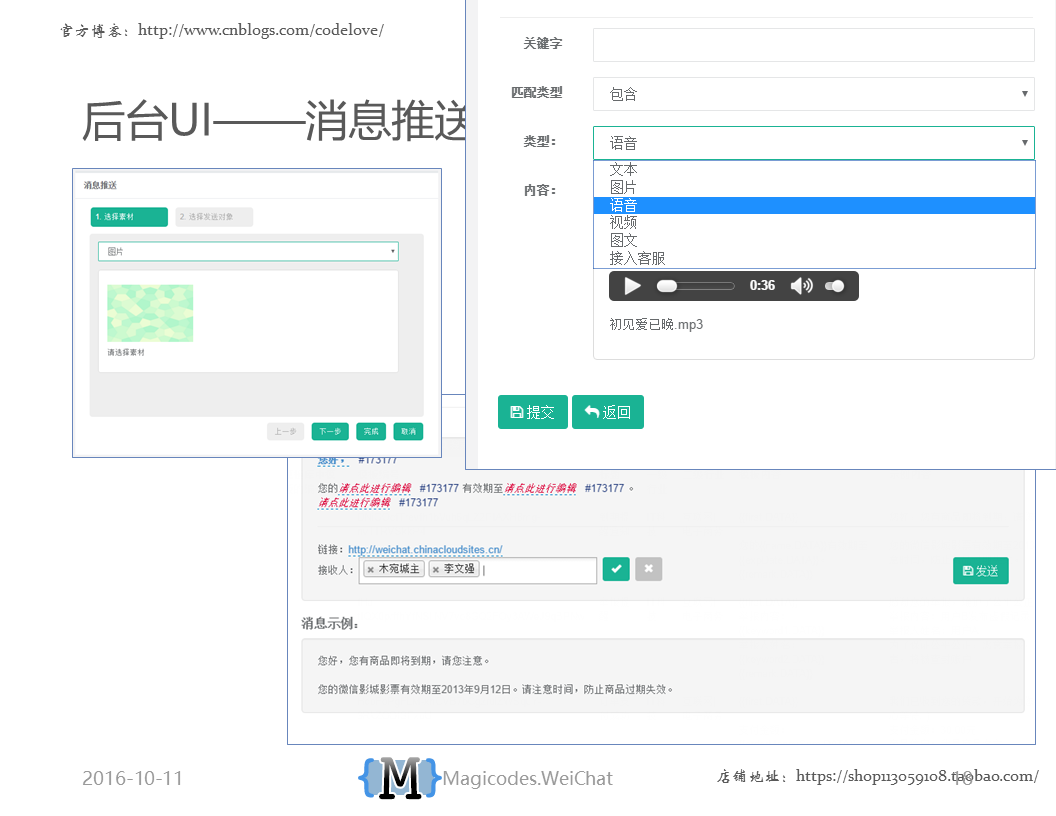 官方博客：http://www.cnblogs.com/codelove/
后台UI——消息推送
消息推送
1. 选择素材
2. 选择发送对象
图片
请选择素材
上一步
下一步
完成
取消
关键字
匹配类型
包含
类型：
语音
内容：
文本
图片
语音
视频
图文
接入客服
0:36
初见爱已晚.mp3
提交
返回
您好， #173177
您的请点此进行编辑 #173177 有效期至请点此进行编辑 #173177 。
请点此进行编辑 #173177
链接：http://weichat.chinacloudsites.cn/
接收人： × 木宛城主 × 李文强
发送
消息示例：
您好，您有商品即将到期，请您注意。
您的微信影城影票有效期至2013年9月12日。请注意时间，防止商品过期失效。
2016-10-11
{M}Magicodes.WeiChat
店铺地址：https://shop113059108.taobao.com/
18